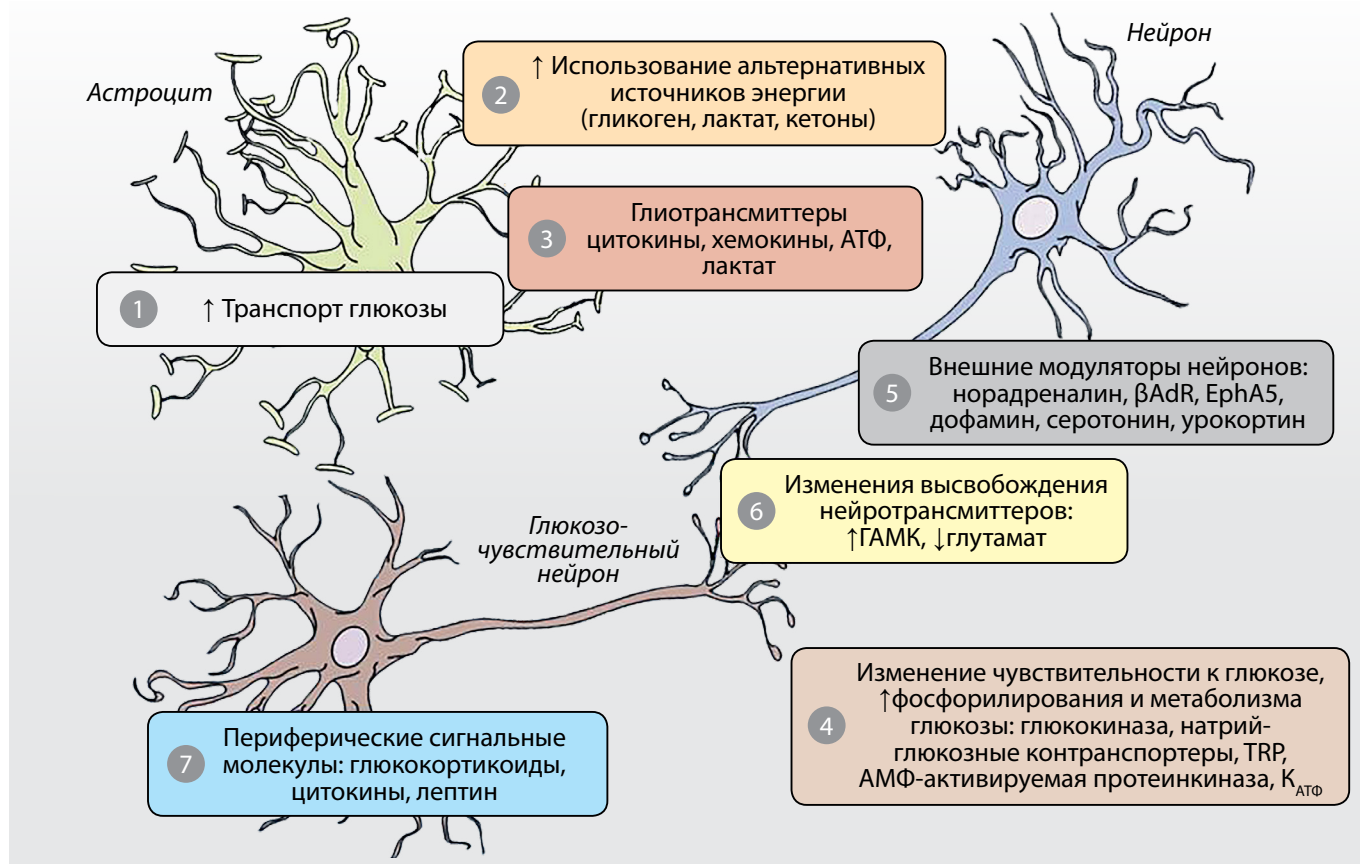 Астроцит
Нейрон
2
↑ Использование альтернативных
источников энергии
(гликоген, лактат, кетоны)
3
Глиотрансмиттеры
цитокины, хемокины, АТФ,
лактат
1
↑ Транспорт глюкозы
5
Внешние модуляторы нейронов:
норадреналин, βAdR, EphA5,
дофамин, серотонин, урокортин
6
Изменения высвобождения
нейротрансмиттеров:
↑ГАМК, ↓глутамат
Глюкозо-
чувствительный
нейрон
4
Изменение чувствительности к глюкозе,
↑фосфорилирования и метаболизма
глюкозы: глюкокиназа, натрий-
глюкозные контранспортеры, TRP,
АМФ-активируемая протеинкиназа, K_АТФ
7
Периферические сигнальные
молекулы: глюкокортикоиды,
цитокины, лептин